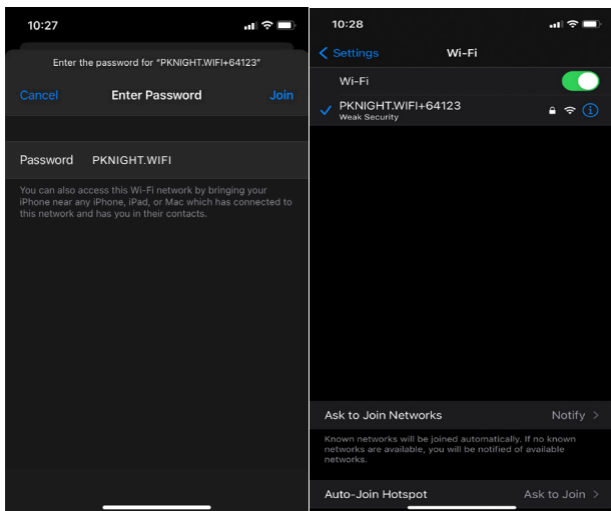 10:27
Enter the password for "PKNIGHT.WIFI+64123"
Cancel Enter Password Join
Password PKNIGHT.WIFI
You can also access this Wi-Fi network by bringing your
iPhone near any iPhone, iPad, or Mac which has connected to
this network and has you in their contacts.
10:28
Settings Wi-Fi
Wi-Fi
PKNIGHT.WIFI+64123
Weak Security
Ask to Join Networks Notify
Known networks will be joined automatically. If no known
networks are available, you will be notified of available
networks.
Auto-Join Hotspot Ask to Join